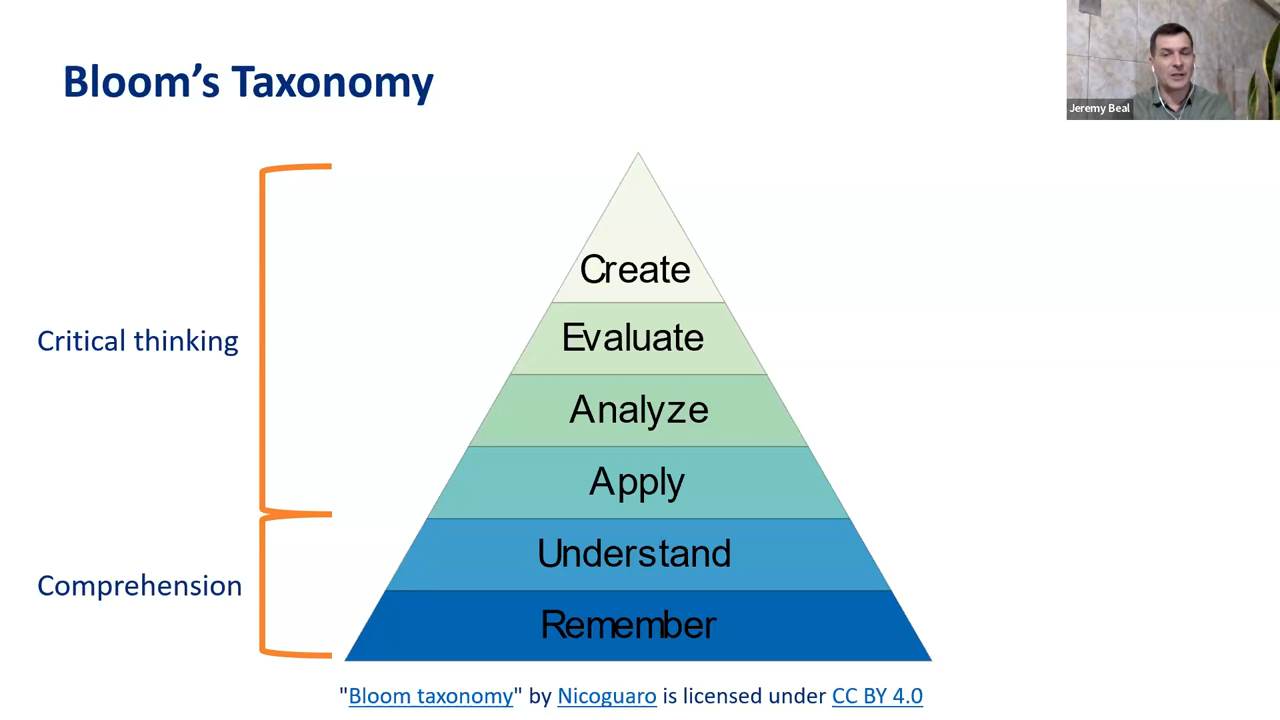 Bloom's Taxonomy
Jeremy Beal
Create
Evaluate
Critical thinking
Analyze
Apply
Understand
Comprehension
Remember
"Bloom taxonomy" by Nicoguaro is licensed under CC BY 4.0